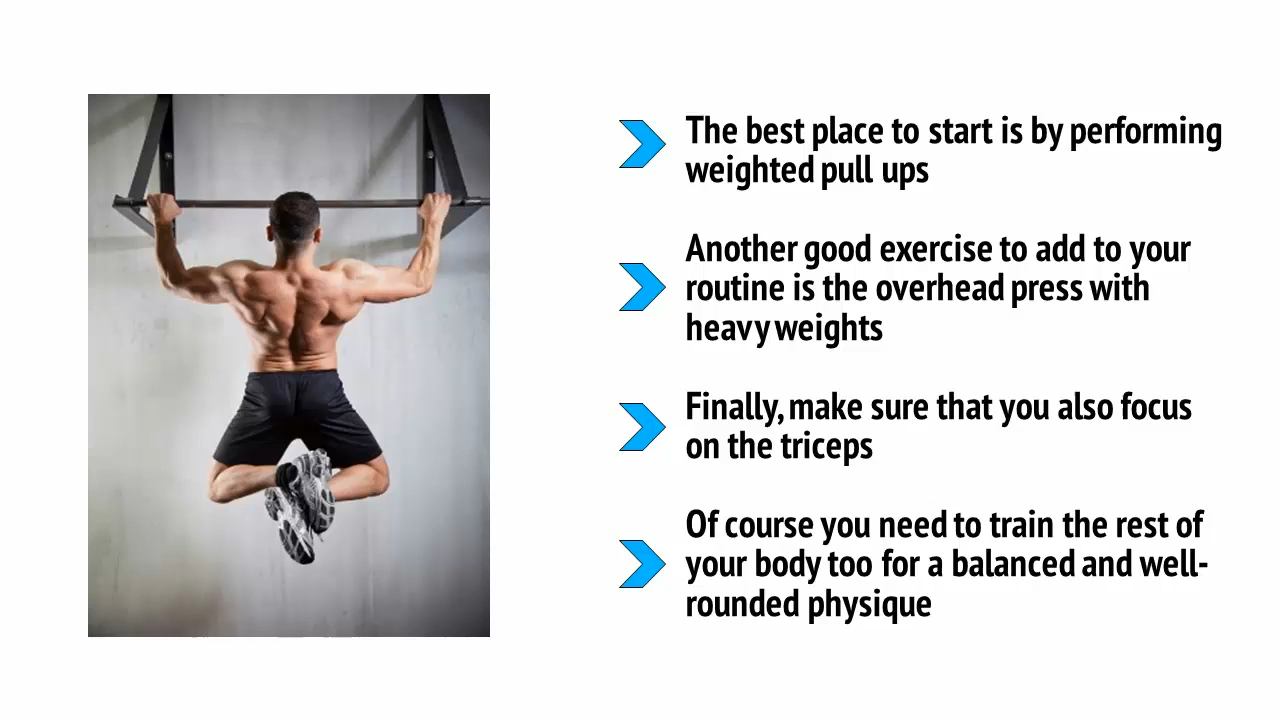 The best place to start is by performing
weighted pull ups
Another good exercise to add to your
routine is the overhead press with
heavy weights
Finally, make sure that you also focus
on the triceps
Of course you need to train the rest of
your body too for a balanced and well-
rounded physique